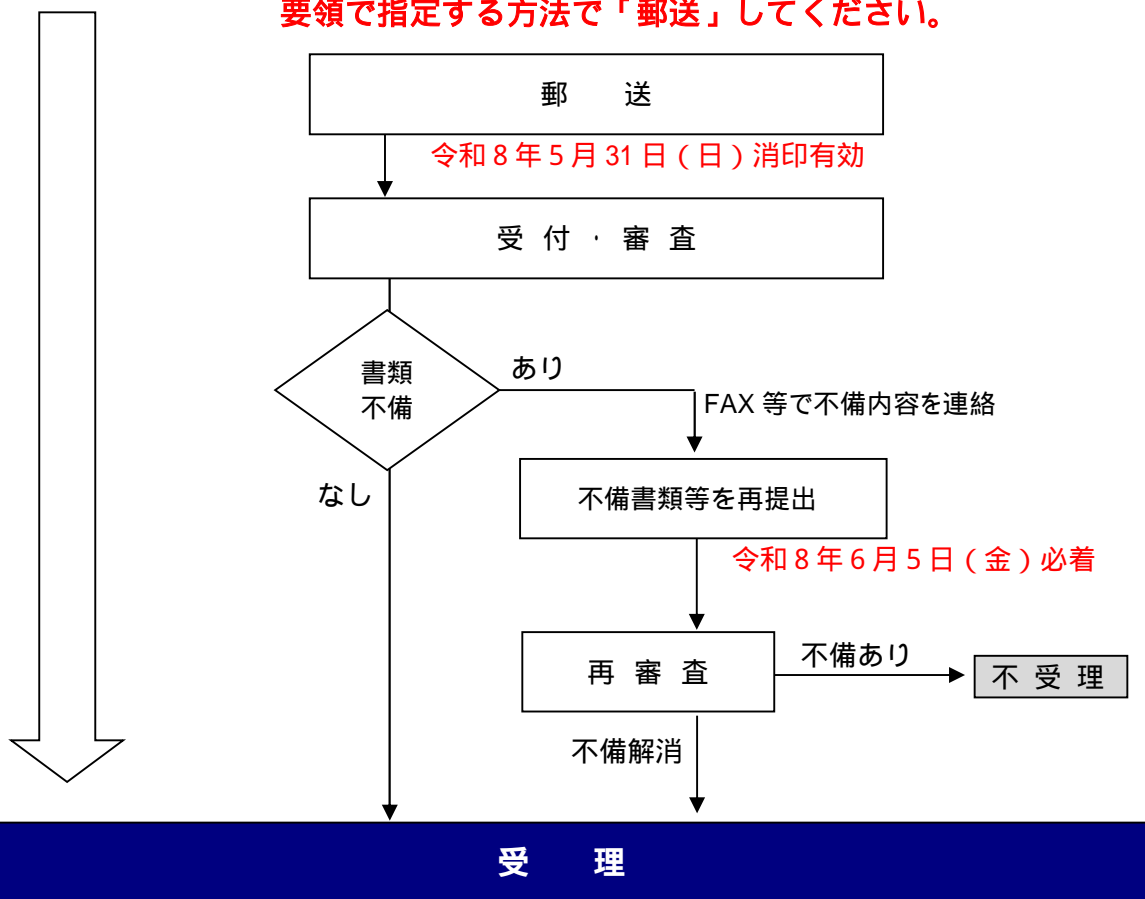 要領で指定する方法で「郵送」してください。
郵　送
令和８年５月 31 日（日）消印有効
受 付 ・ 審 査
書類
不備
あり
FAX 等で不備内容を連絡
なし
不備書類等を再提出
令和８年６月５日（金）必着
再 審 査
不備あり
不 受 理
不備解消
受　理